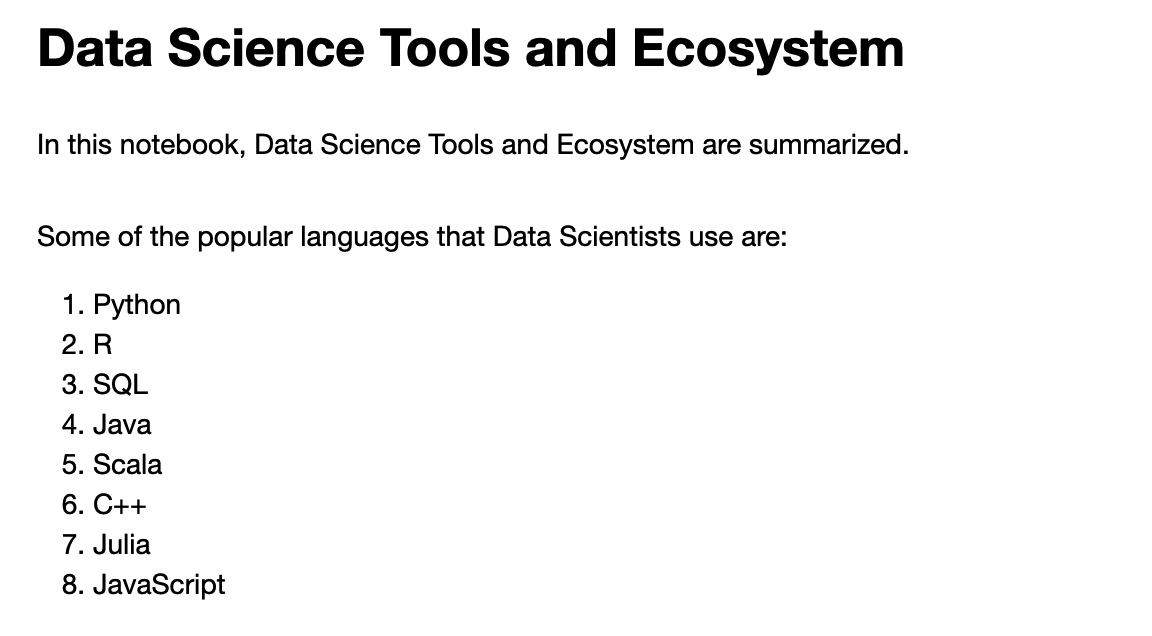 Data Science Tools and Ecosystem
In this notebook, Data Science Tools and Ecosystem are summarized.
Some of the popular languages that Data Scientists use are:
1. Python
2. R
3. SQL
4. Java
5. Scala
6. C++
7. Julia
8. JavaScript